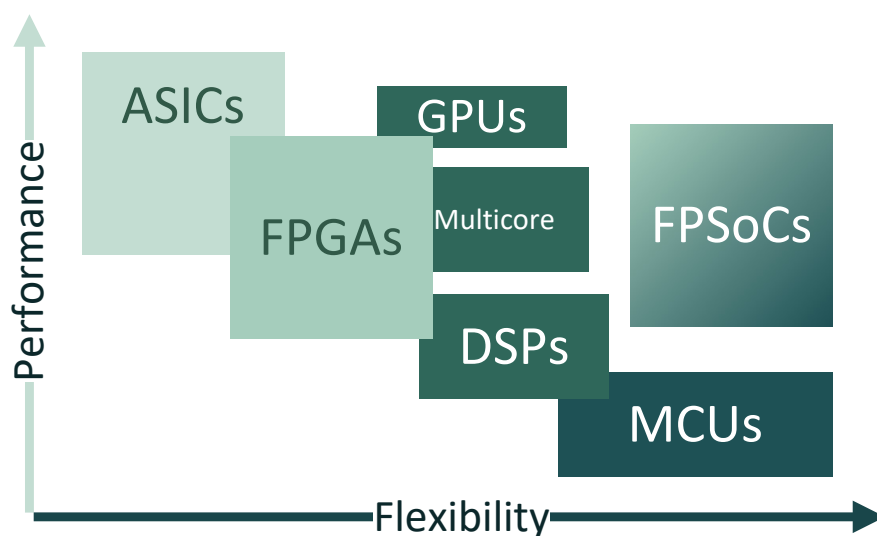 Performance
ASICs
GPUs
FPGAs
Multicore
FPSoCs
DSPs
MCUs
Flexibility